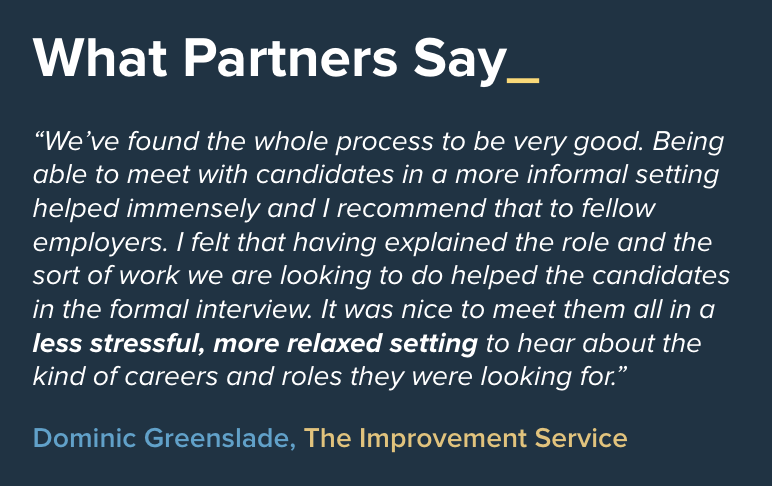 What Partners Say_
“We’ve found the whole process to be very good. Being
able to meet with candidates in a more informal setting
helped immensely and I recommend that to fellow
employers. I felt that having explained the role and the
sort of work we are looking to do helped the candidates
in the formal interview. It was nice to meet them all in a
less stressful, more relaxed setting to hear about the
kind of careers and roles they were looking for.”
Dominic Greenslade, The Improvement Service